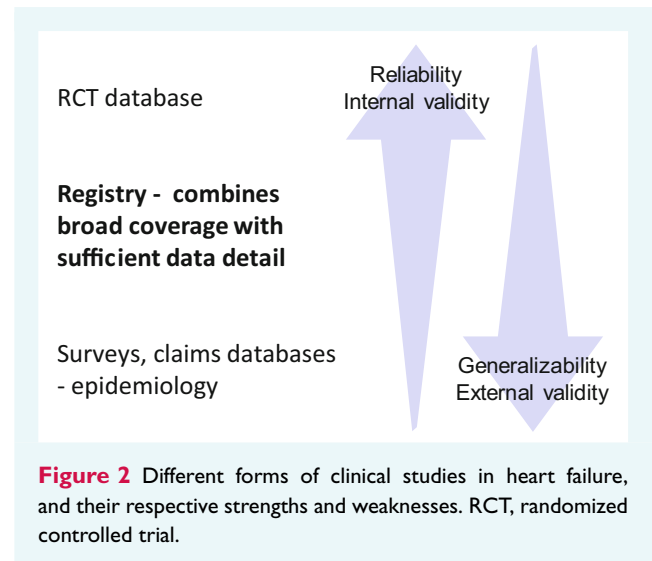 RCT database
Reliability
Internal validity
Registry - combines
broad coverage with
sufficient data detail
Surveys, claims databases
- epidemiology
Generalizability
External validity
Figure 2 Different forms of clinical studies in heart failure,
and their respective strengths and weaknesses. RCT, randomized
controlled trial.